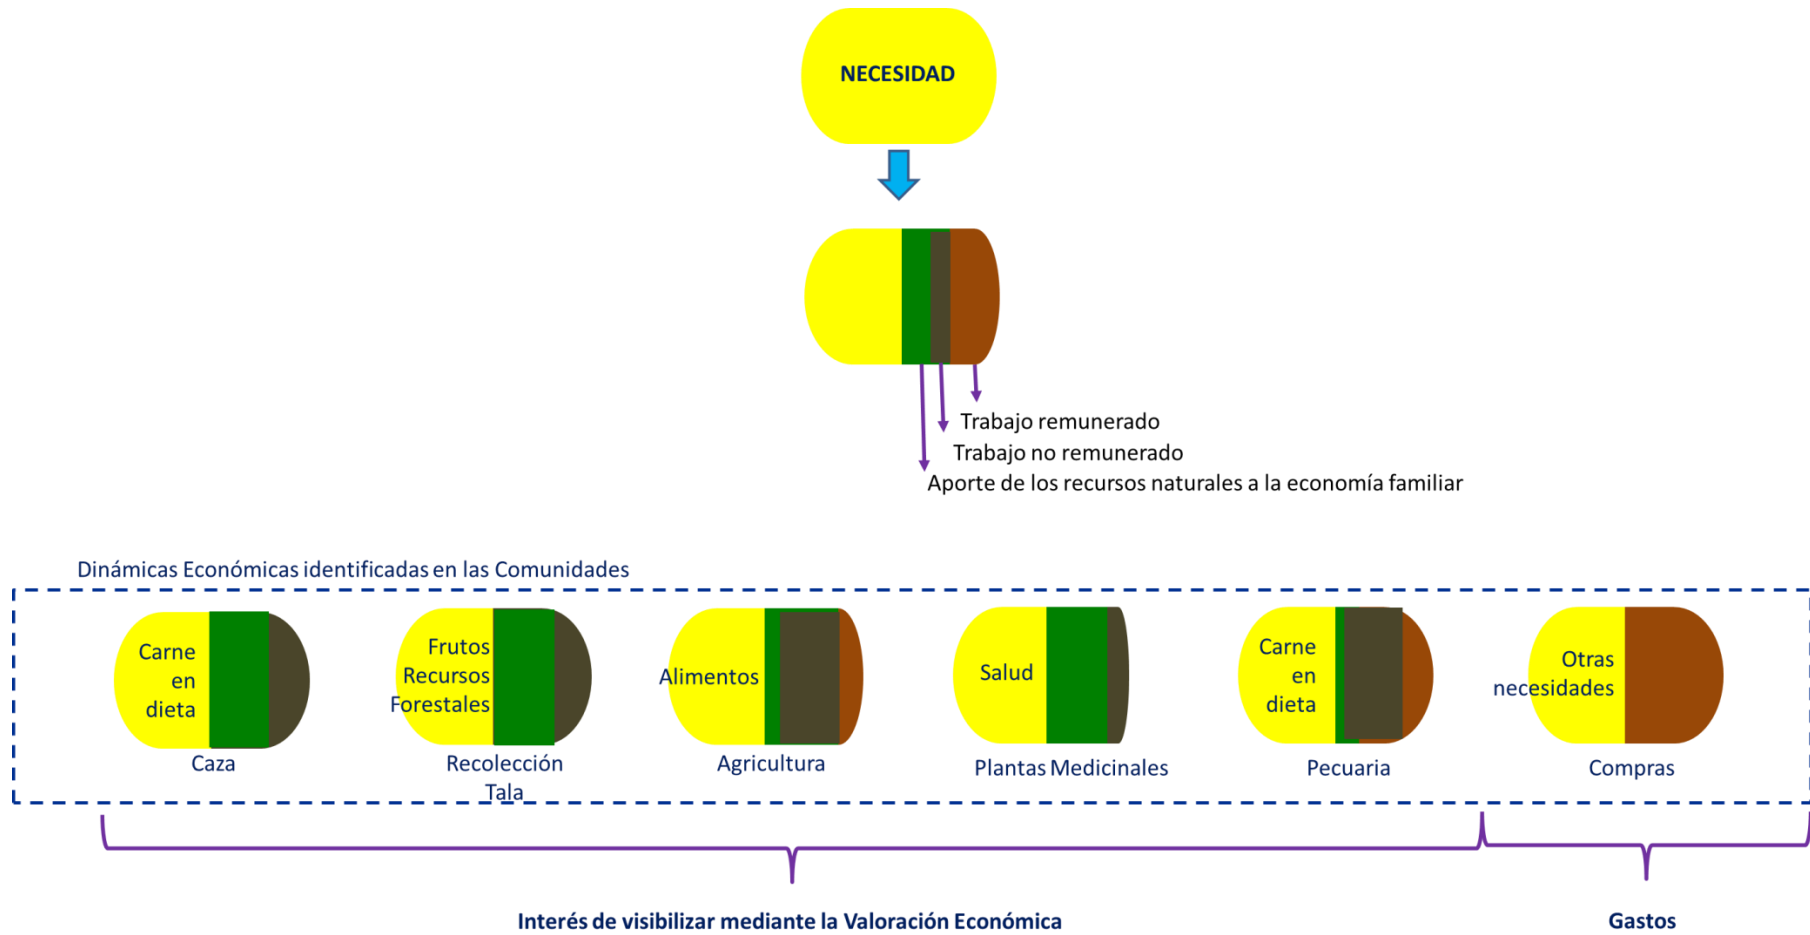 NECESIDAD
Trabajo remunerado
Trabajo no remunerado
Aporte de los recursos naturales a la economía familiar
Dinámicas Económicas identificadas en las Comunidades
Carne
en
dieta
Caza
Frutos
Recursos
Forestales
Recolección
Tala
Alimentos
Agricultura
Salud
Plantas Medicinales
Carne
en
dieta
Pecuaria
Otras
necesidades
Compras
Interés de visibilizar mediante la Valoración Económica
Gastos